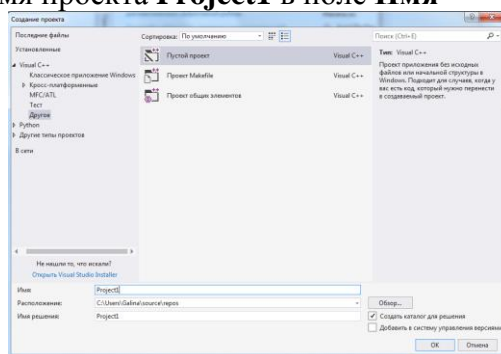 мя проекта Project1 в поле Имя
Создание проекта
Последние файлы
Установленные
Visual C++
Классическое приложение Windows
Кросс-платформенные
MFC/ATL
Тест
Другое
Python
Другие типы проектов
В сети
Не нашли то, что искали?
Открыть Visual Studio Installer
Сортировка: По умолчанию
Пустой проект Visual C++
Проект Makefile Visual C++
Проект общих элементов Visual C++
Поиск (Ctrl+E)
Тип: Visual C++
Проект приложения без исходных
файлов или начальной структуры в
Windows. Подходит для случаев, когда у
вас есть код, который нужно перенести
в создаваемый проект.
Имя: Project1
Расположение: C:\Users\Galina\source\repos
Обзор...
Имя решения: Project1
Создать каталог для решения
Добавить в систему управления версиями
ОК Отмена